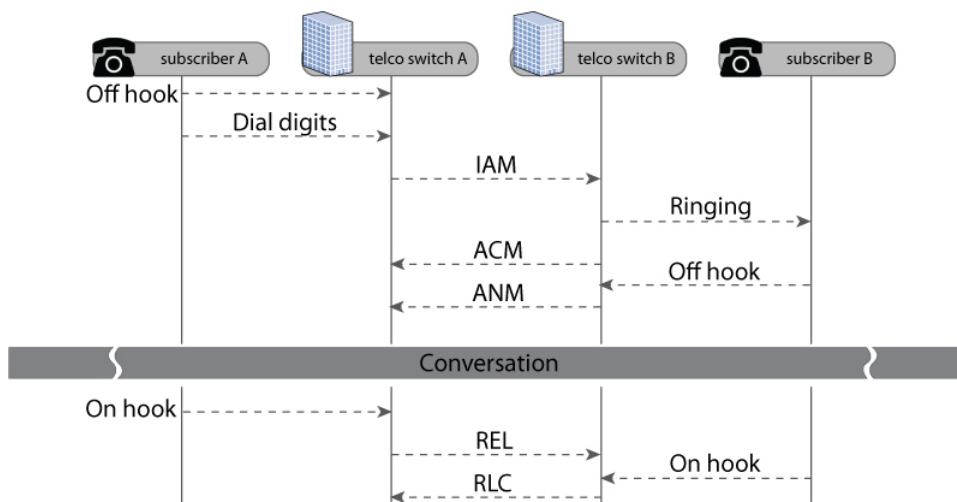 subscriber A
telco switch A
telco switch B
subscriber B
Off hook
Dial digits
IAM
Ringing
ACM
Off hook
ANM
Conversation
On hook
REL
On hook
RLC